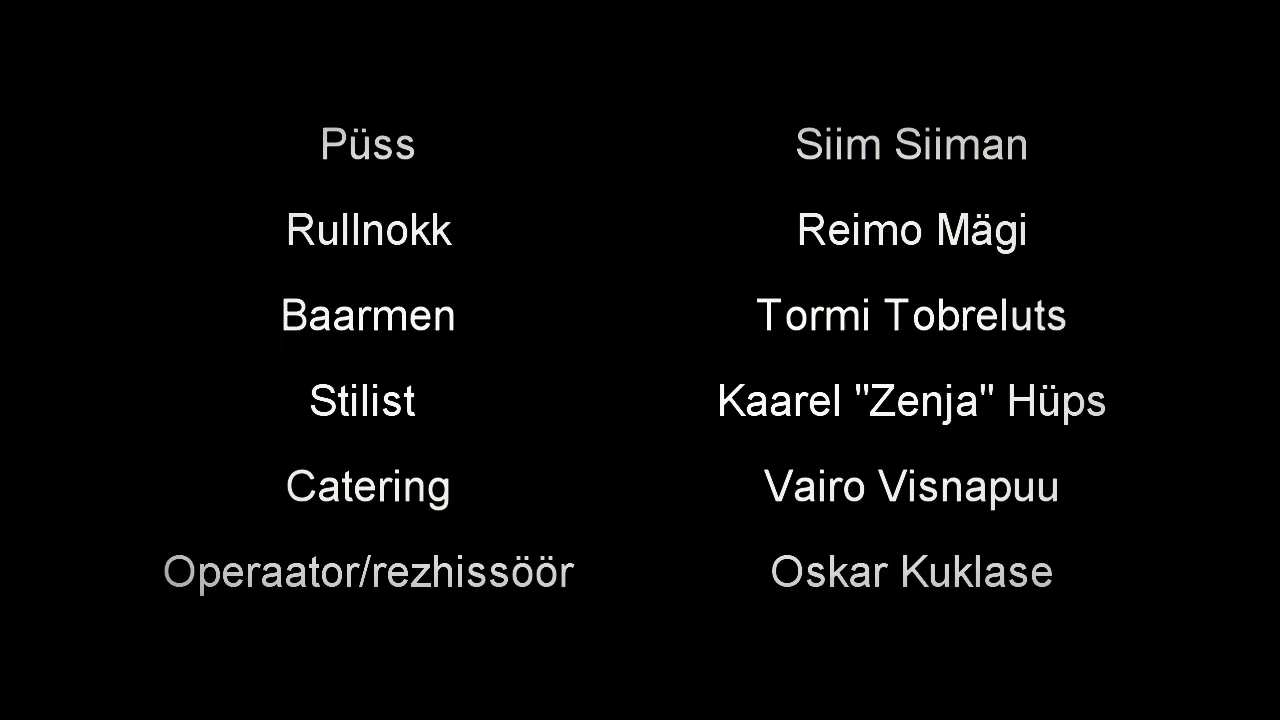 Püss Siim Siiman
Rullnokk Reimo Mägi
Baarmen Tormi Tobreluts
Stilist Kaarel "Zenja" Hüps
Catering Vairo Visnapuu
Operaator/rezhissöör Oskar Kuklase